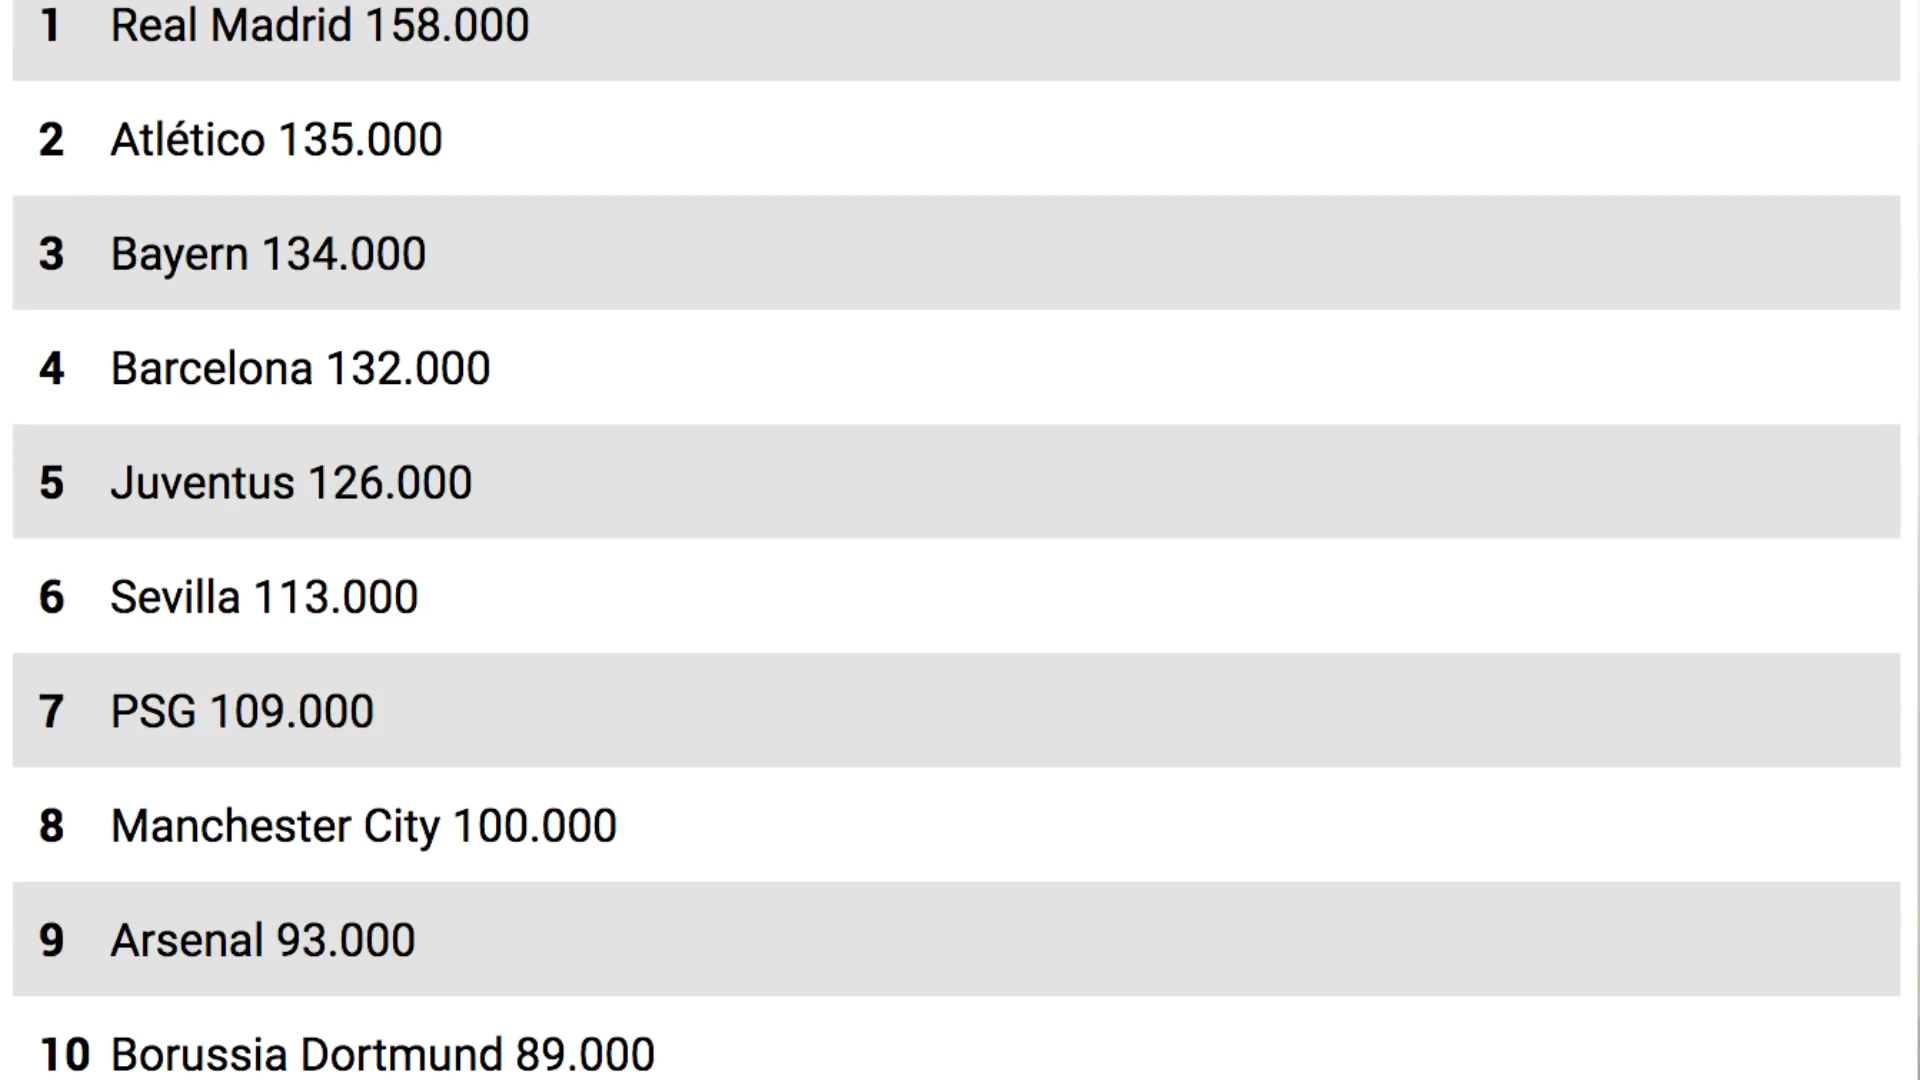 1 Real Madrid 158.000
2 Atlético 135.000
3 Bayern 134.000
4 Barcelona 132.000
5 Juventus 126.000
6 Sevilla 113.000
7 PSG 109.000
8 Manchester City 100.000
9 Arsenal 93.000
10 Borussia Dortmund 89.000